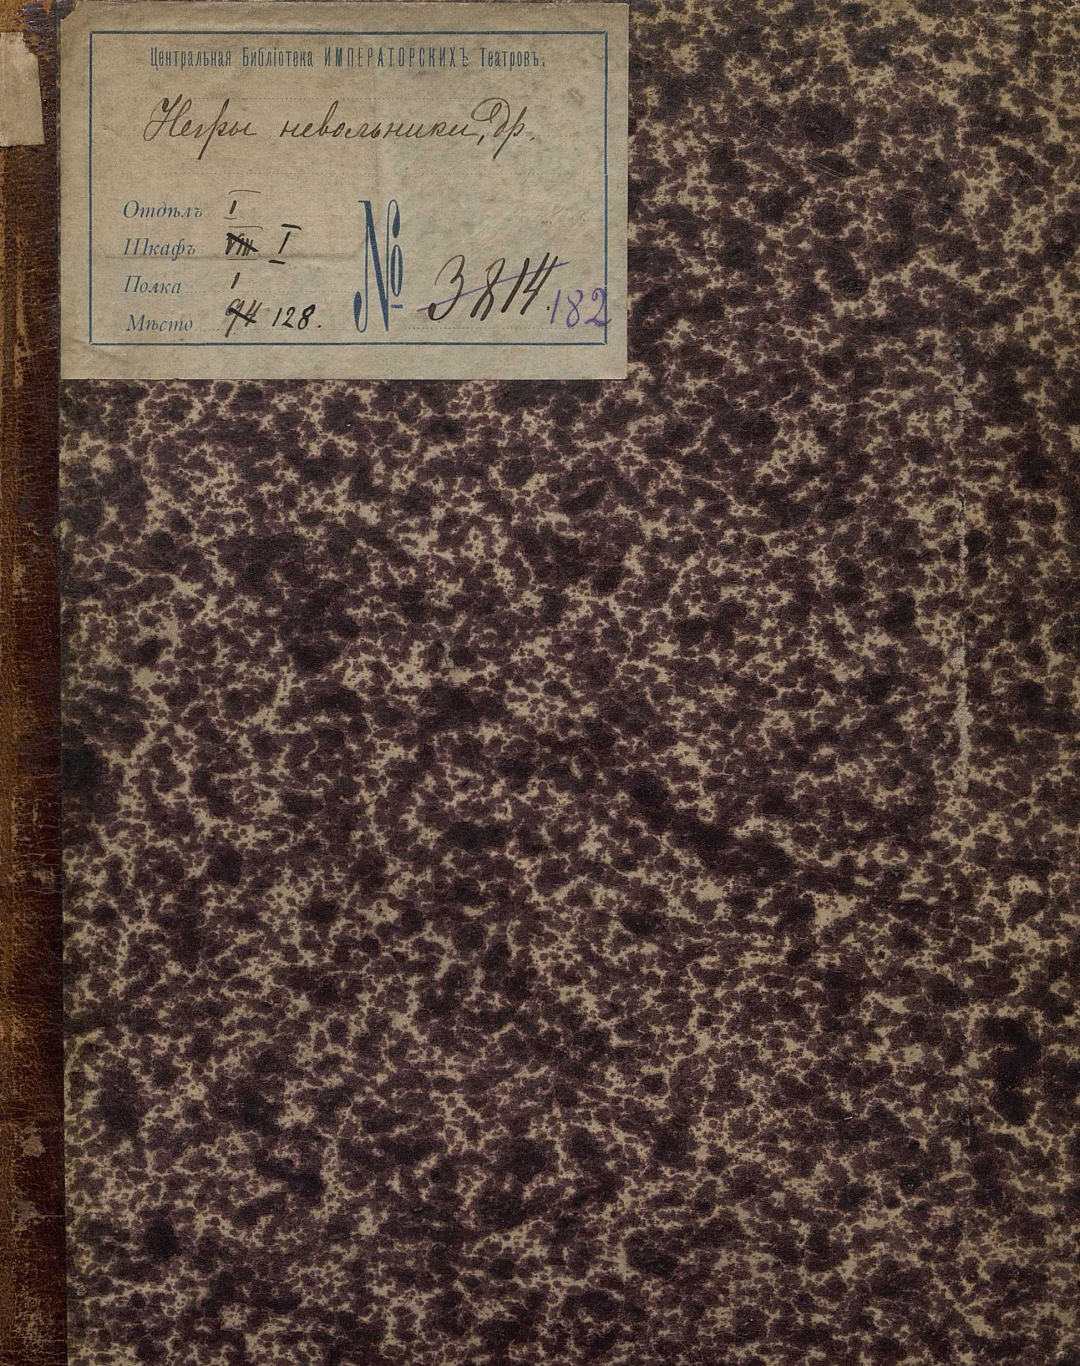 Центральная Библіотека ИМПЕРАТОРСКИХЪ Театровъ.
Негры невольники, др.
Отдѣлъ I
Шкафъ VIII I
Полка 1
Мѣсто 94 128.
№ 3814. 182